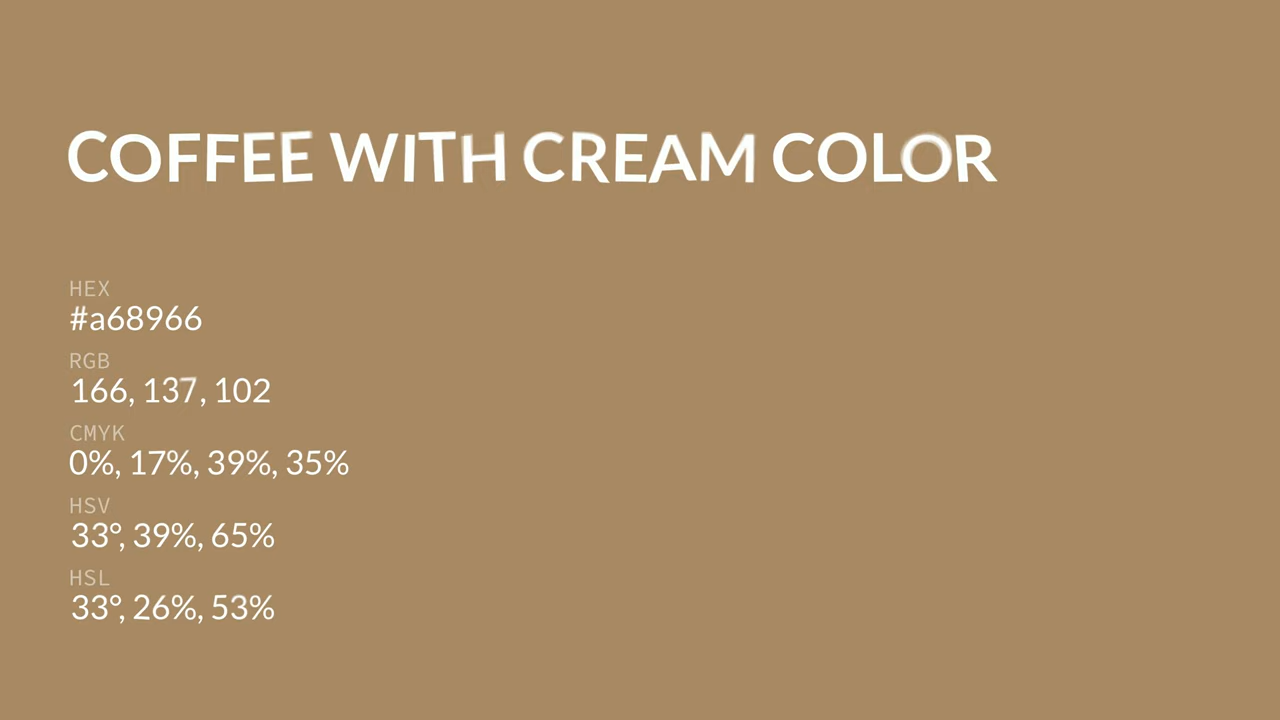 COFFEE WITH CREAM COLOR
HEX
#a68966
RGB
166, 137, 102
CMYK
0%, 17%, 39%, 35%
HSV
33°, 39%, 65%
HSL
33°, 26%, 53%